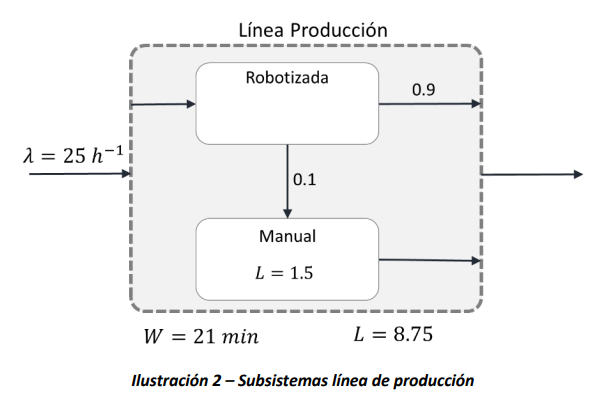 Línea Producción
Robotizada
0.9
λ = 25 h⁻¹
0.1
Manual
L = 1.5
W = 21 min
L = 8.75
Ilustración 2 – Subsistemas línea de producción